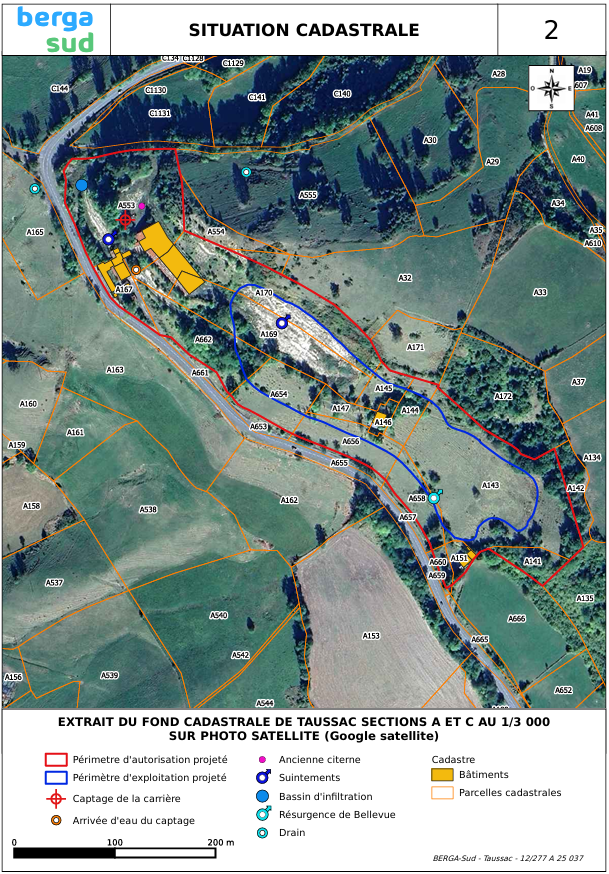 berga
sud
SITUATION CADASTRALE
2
C134
C1128
C1129
C144
C1130
C141
C140
C1131
A28
A19
607
A41
A608
A30
A29
A40
A34
A35
A610
N
O
E
S
A165
A553
A555
A554
A167
A170
A32
A33
A169
A662
A171
A163
A661
A654
A145
A172
A37
A147
A144
A146
A160
A161
A653
A656
A159
A655
A134
A158
A538
A162
A658
A143
A142
A657
A537
A660
A659
A151
A141
A135
A540
A153
A666
A542
A665
A156
A539
A544
A652
EXTRAIT DU FOND CADASTRALE DE TAUSSAC SECTIONS A ET C AU 1/3 000
SUR PHOTO SATELLITE (Google satellite)
Périmetre d'autorisation projeté
Périmètre d'exploitation projeté
Captage de la carrière
Arrivée d'eau du captage
Ancienne citerne
Suintements
Bassin d'infiltration
Résurgence de Bellevue
Drain
Cadastre
Bâtiments
Parcelles cadastrales
0 100 200 m
BERGA-Sud - Taussac - 12/277 A 25 037